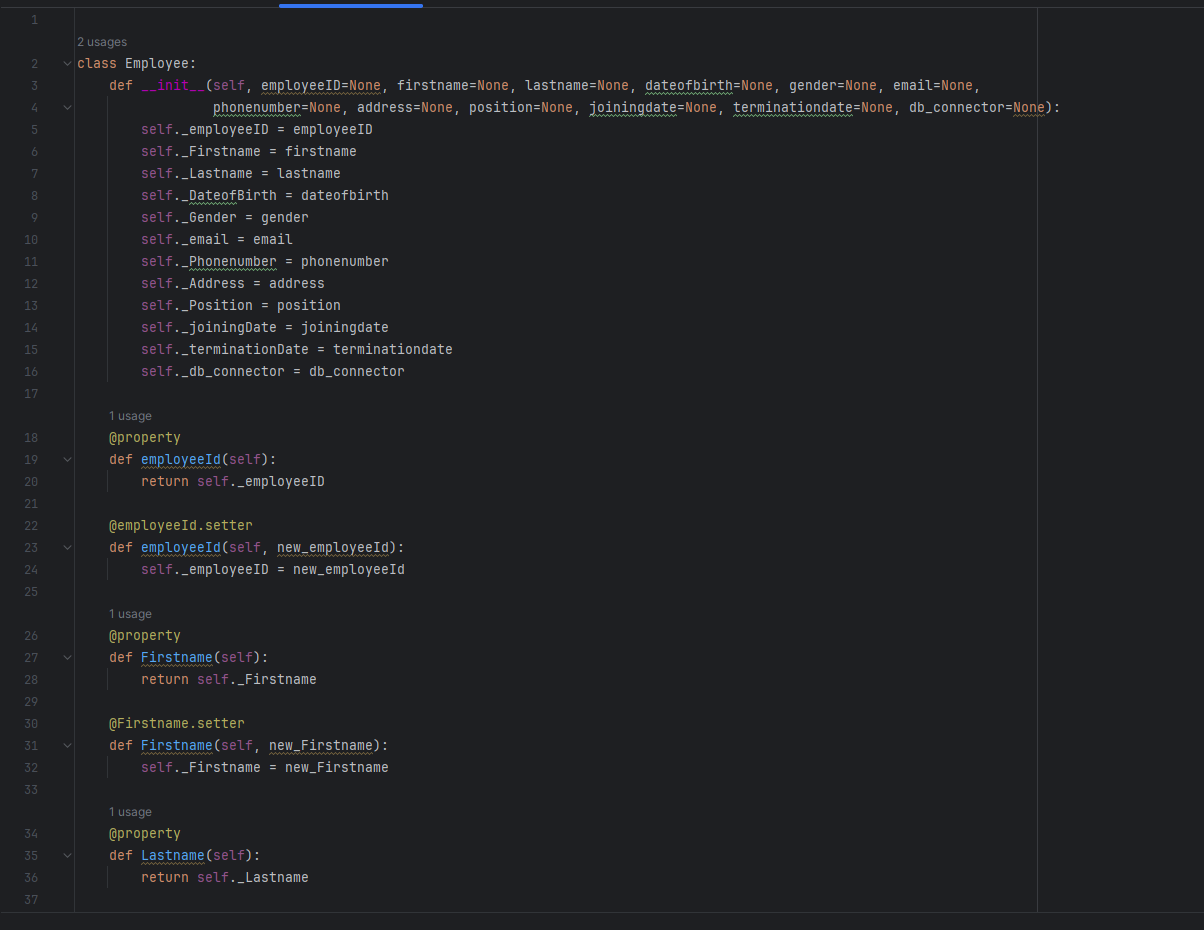 1
2 usages
2 class Employee:
3 def __init__(self, employeeID=None, firstname=None, lastname=None, dateofbirth=None, gender=None, email=None,
4 phonenumber=None, address=None, position=None, joiningdate=None, terminationdate=None, db_connector=None):
5 self._employeeID = employeeID
6 self._Firstname = firstname
7 self._Lastname = lastname
8 self._DateofBirth = dateofbirth
9 self._Gender = gender
10 self._email = email
11 self._Phonenumber = phonenumber
12 self._Address = address
13 self._Position = position
14 self._joiningDate = joiningdate
15 self._terminationDate = terminationdate
16 self._db_connector = db_connector
17
1 usage
18 @property
19 def employeeId(self):
20 return self._employeeID
21
22 @employeeId.setter
23 def employeeId(self, new_employeeId):
24 self._employeeID = new_employeeId
25
1 usage
26 @property
27 def Firstname(self):
28 return self._Firstname
29
30 @Firstname.setter
31 def Firstname(self, new_Firstname):
32 self._Firstname = new_Firstname
33
1 usage
34 @property
35 def Lastname(self):
36 return self._Lastname
37